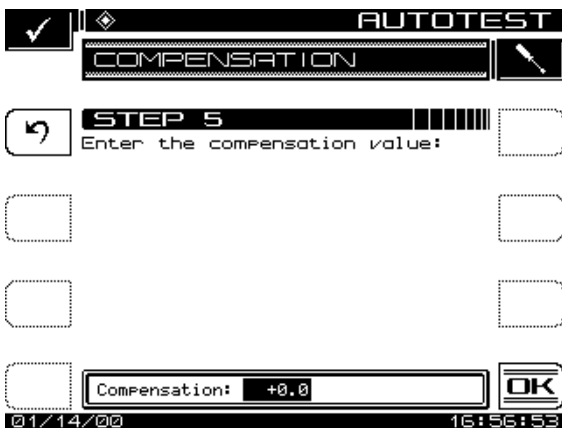 AUTOTEST
COMPENSATION
STEP 5
Enter the compensation value:
Compensation: +0.0
OK
01/14/00 16:56:53